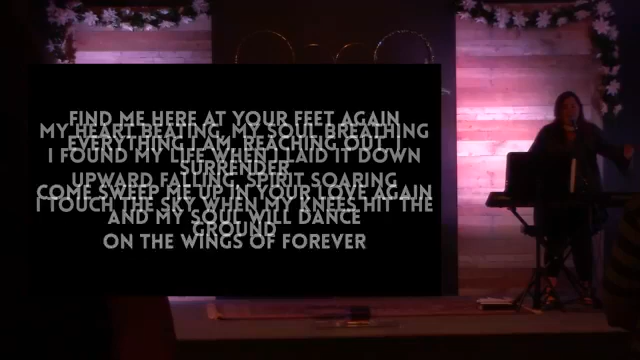 FIND ME HERE AT YOUR FEET AGAIN
MY HEART BEATING, MY SOUL BREATHING
EVERYTHING I AM, REACHING OUT I
I FOUND MY LIFE WHEN I LAID IT DOWN
SURRENDER
UPWARD FALLING, SPIRIT SOARING
COME SWEEP ME UP IN YOUR LOVE AGAIN
I TOUCH THE SKY WHEN MY KNEES HIT THE
AND MY SOUL WILL DANCE
GROUND
ON THE WINGS OF FOREVER